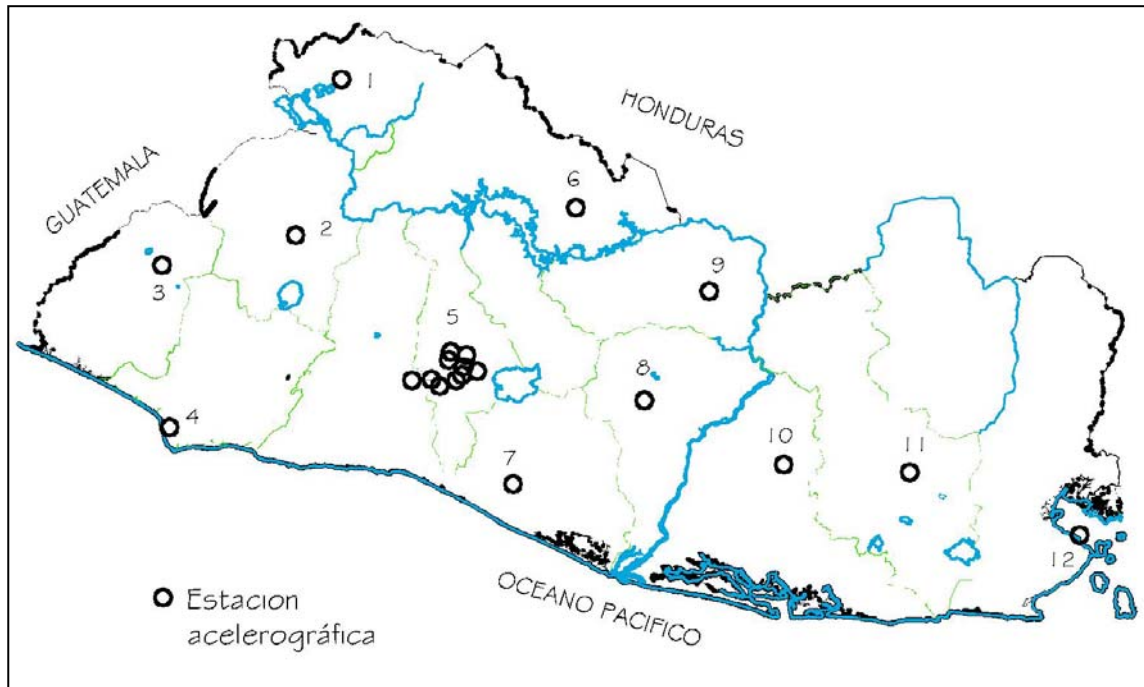 1
HONDURAS
GUATEMALA
6
2
3
9
5
8
4
10
11
7
12
OCEANO PACIFICO
Estacion
acelerográfica